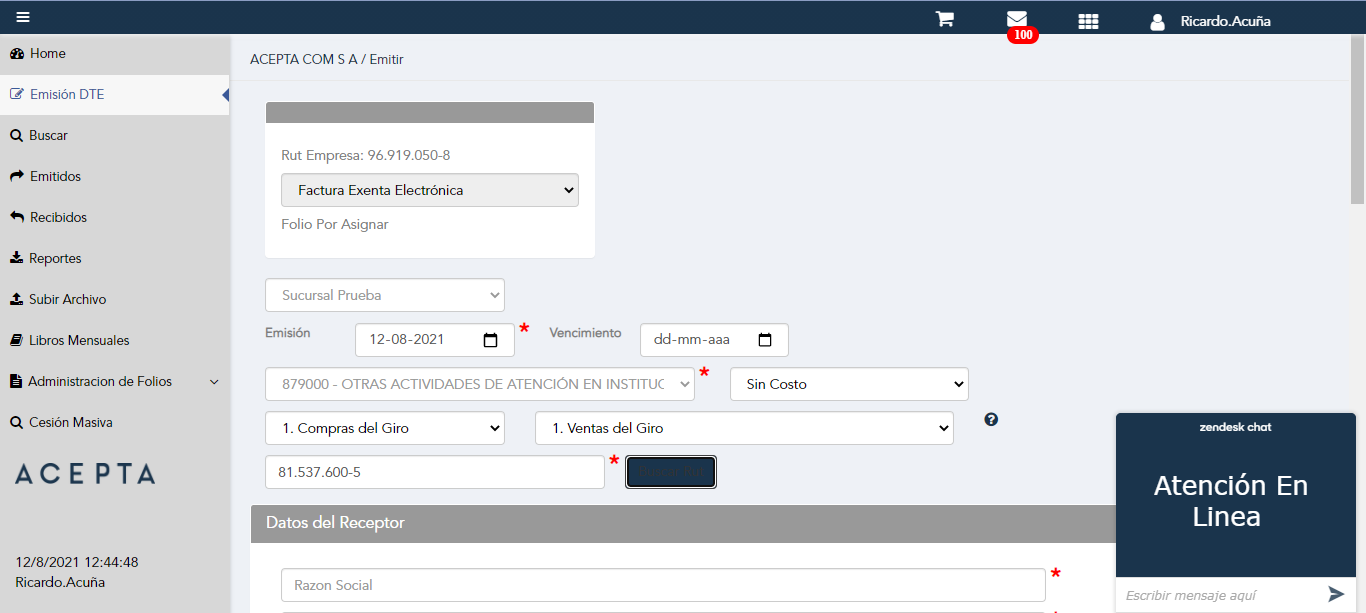 Ricardo.Acuña
100
Home
Emisión DTE
Buscar
Emitidos
Recibidos
Reportes
Subir Archivo
Libros Mensuales
Administracion de Folios
Cesión Masiva
ACEPTA
12/8/2021 12:44:48
Ricardo.Acuña
ACEPTA COM S A / Emitir
Rut Empresa: 96.919.050-8
Factura Exenta Electrónica
Folio Por Asignar
Sucursal Prueba
Emisión 12-08-2021 * Vencimiento dd-mm-aaa
879000 - OTRAS ACTIVIDADES DE ATENCIÓN EN INSTITUC * Sin Costo
1. Compras del Giro 1. Ventas del Giro ?
81.537.600-5 *
Datos del Receptor
Razon Social *
zendesk chat
Atención En
Linea
Escribir mensaje aquí